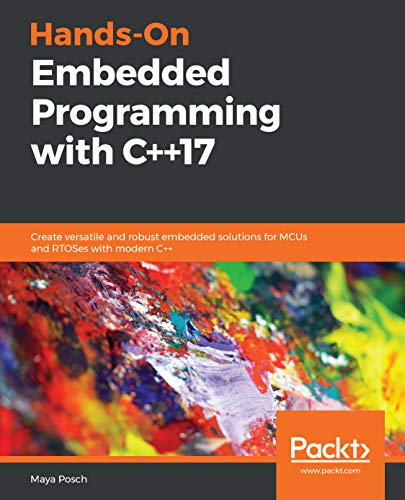 Hands-On
Embedded
Programming
with C++17
Create versatile and robust embedded solutions for MCUs
and RTOSes with modern C++
Packt>
www.packt.com
Maya Posch